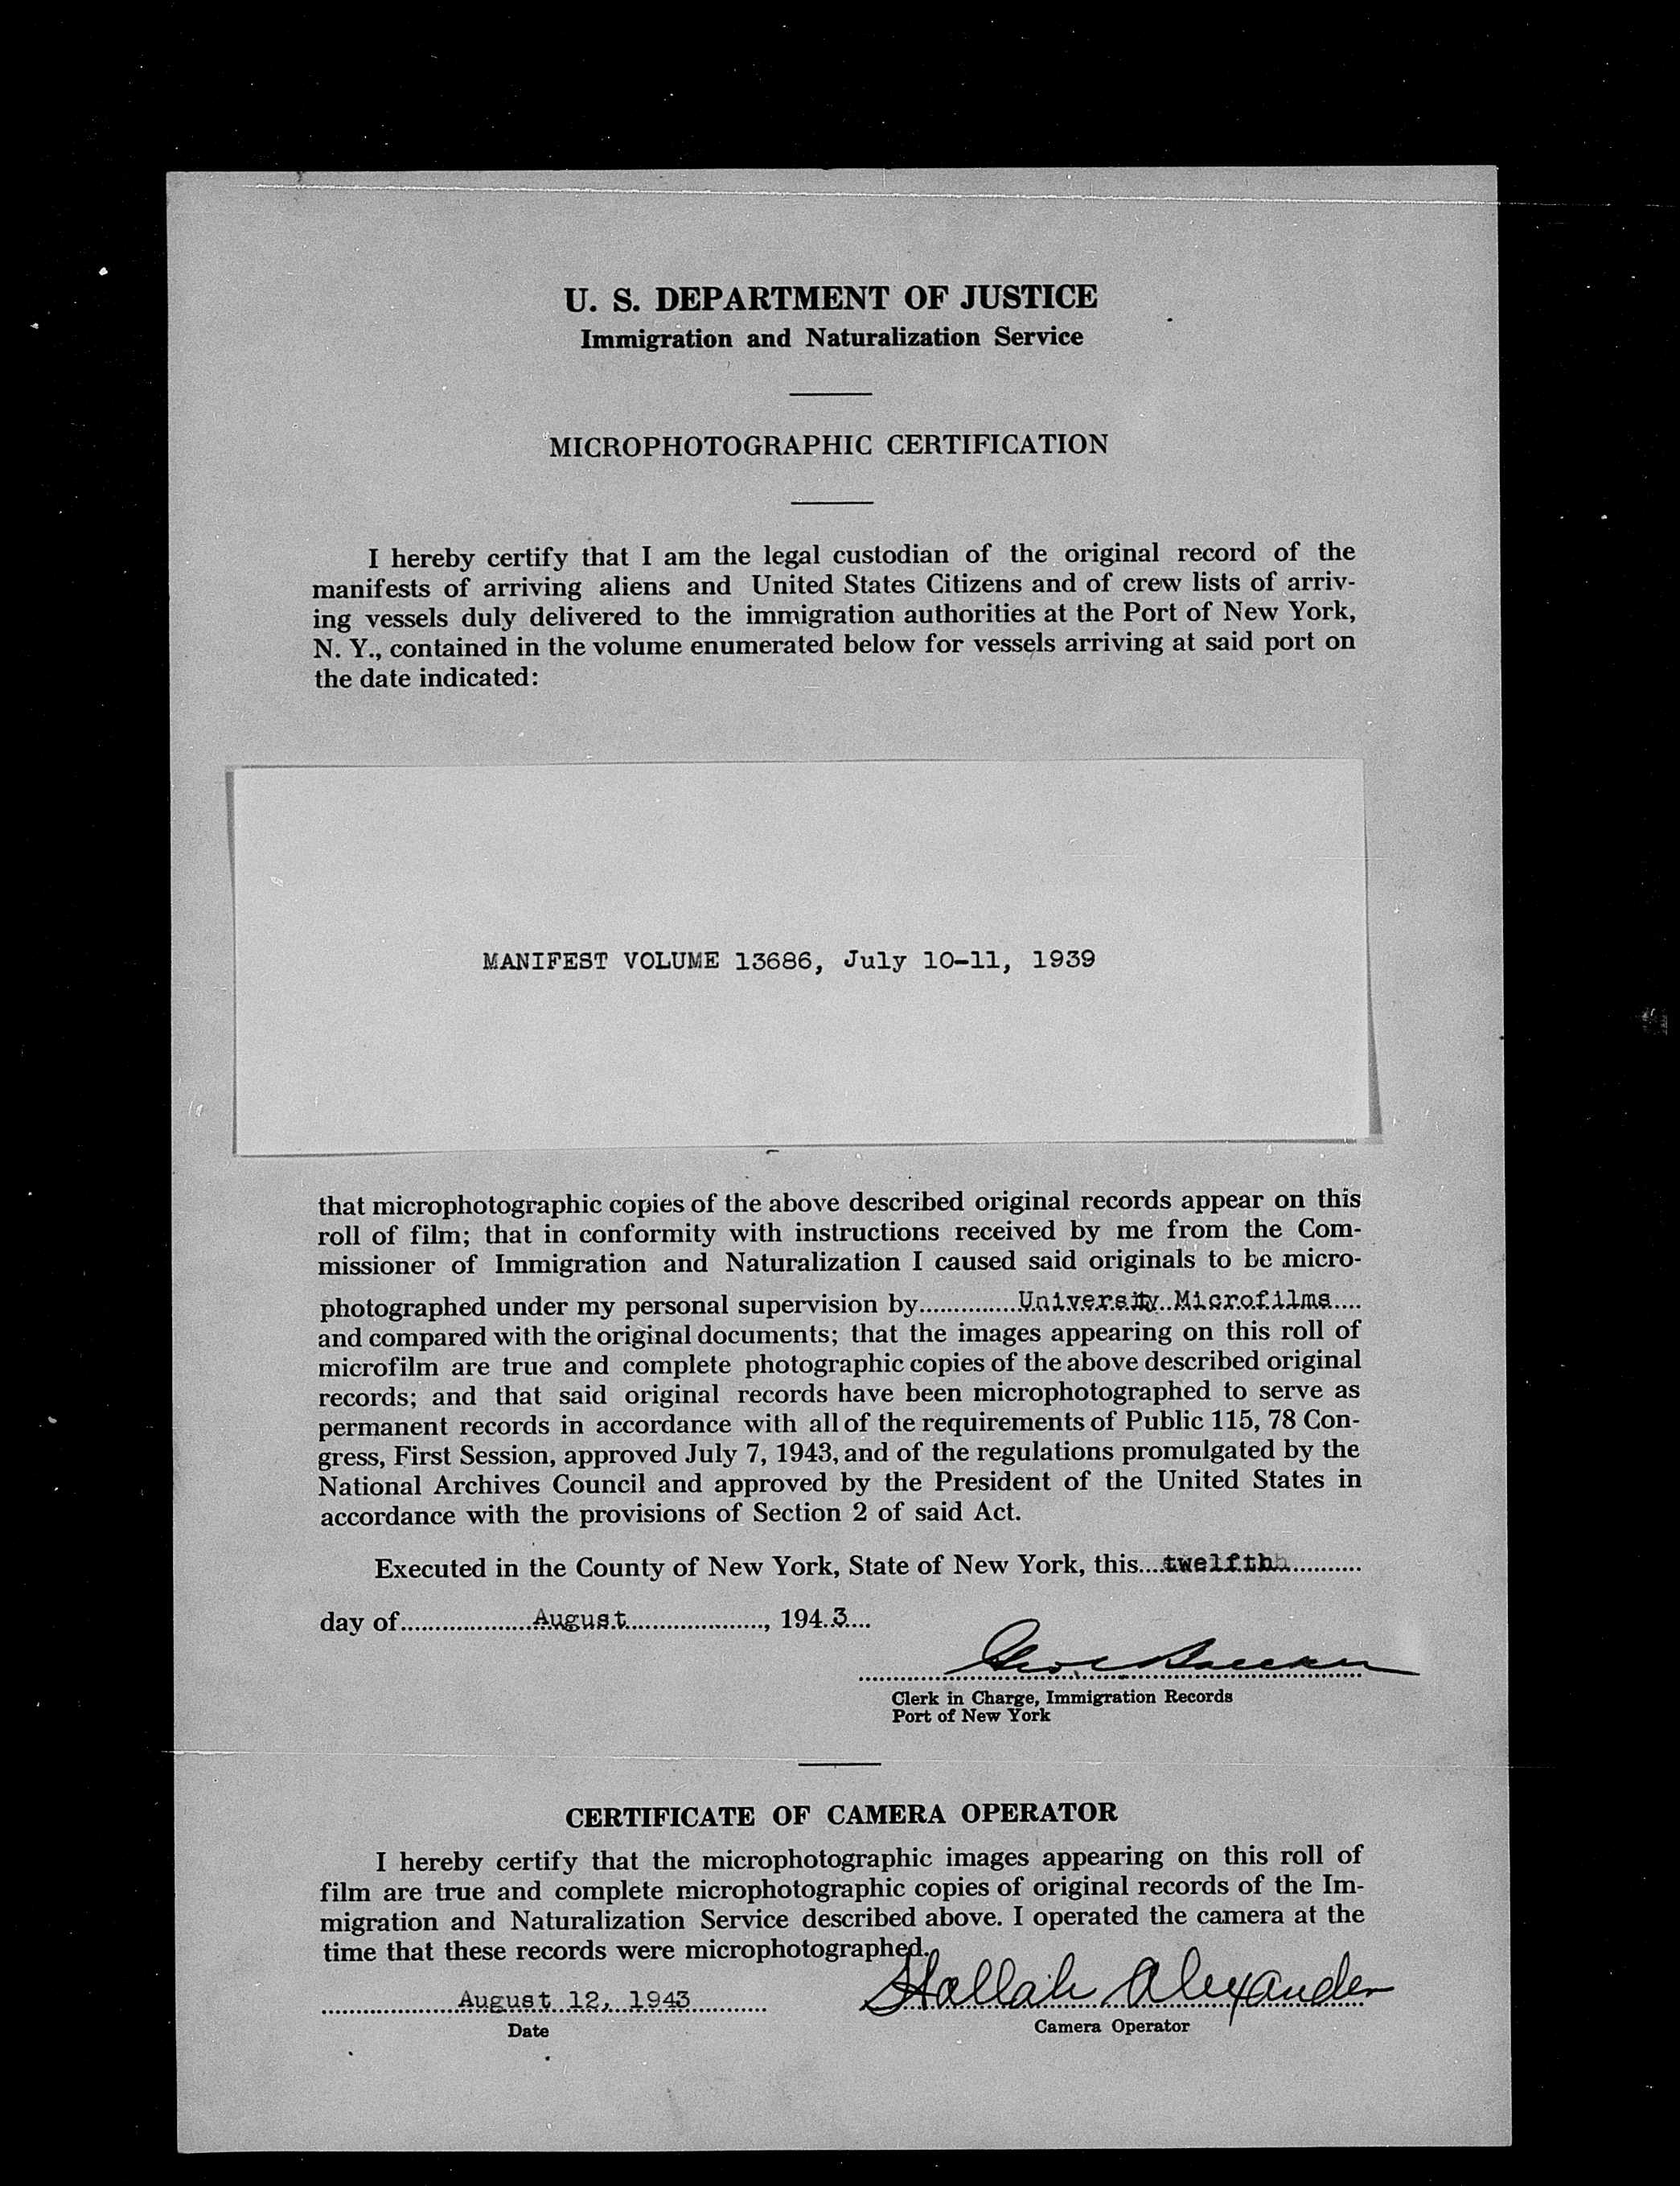 U. S. DEPARTMENT OF JUSTICE
Immigration and Naturalization Service
MICROPHOTOGRAPHIC CERTIFICATION
I hereby certify that I am the legal custodian of the original record of the
manifests of arriving aliens and United States Citizens and of crew lists of arriv-
ing vessels duly delivered to the immigration authorities at the Port of New York,
N. Y., contained in the volume enumerated below for vessels arriving at said port on
the date indicated:
MANIFEST VOLUME 13686, July 10-11, 1939
that microphotographic copies of the above described original records appear on this
roll of film; that in conformity with instructions received by me from the Com-
missioner of Immigration and Naturalization I caused said originals to be micro-
photographed under my personal supervision by University Microfilms
and compared with the original documents; that the images appearing on this roll of
microfilm are true and complete photographic copies of the above described original
records; and that said original records have been microphotographed to serve as
permanent records in accordance with all of the requirements of Public 115, 78 Con-
gress, First Session, approved July 7, 1943, and of the regulations promulgated by the
National Archives Council and approved by the President of the United States in
accordance with the provisions of Section 2 of said Act.
Executed in the County of New York, State of New York, this twelfth
day of August, 1943
Clerk in Charge, Immigration Records
Port of New York
CERTIFICATE OF CAMERA OPERATOR
I hereby certify that the microphotographic images appearing on this roll of
film are true and complete microphotographic copies of original records of the Im-
migration and Naturalization Service described above. I operated the camera at the
time that these records were microphotographed.
August 12, 1943 Hallah Alexander
Date Camera Operator